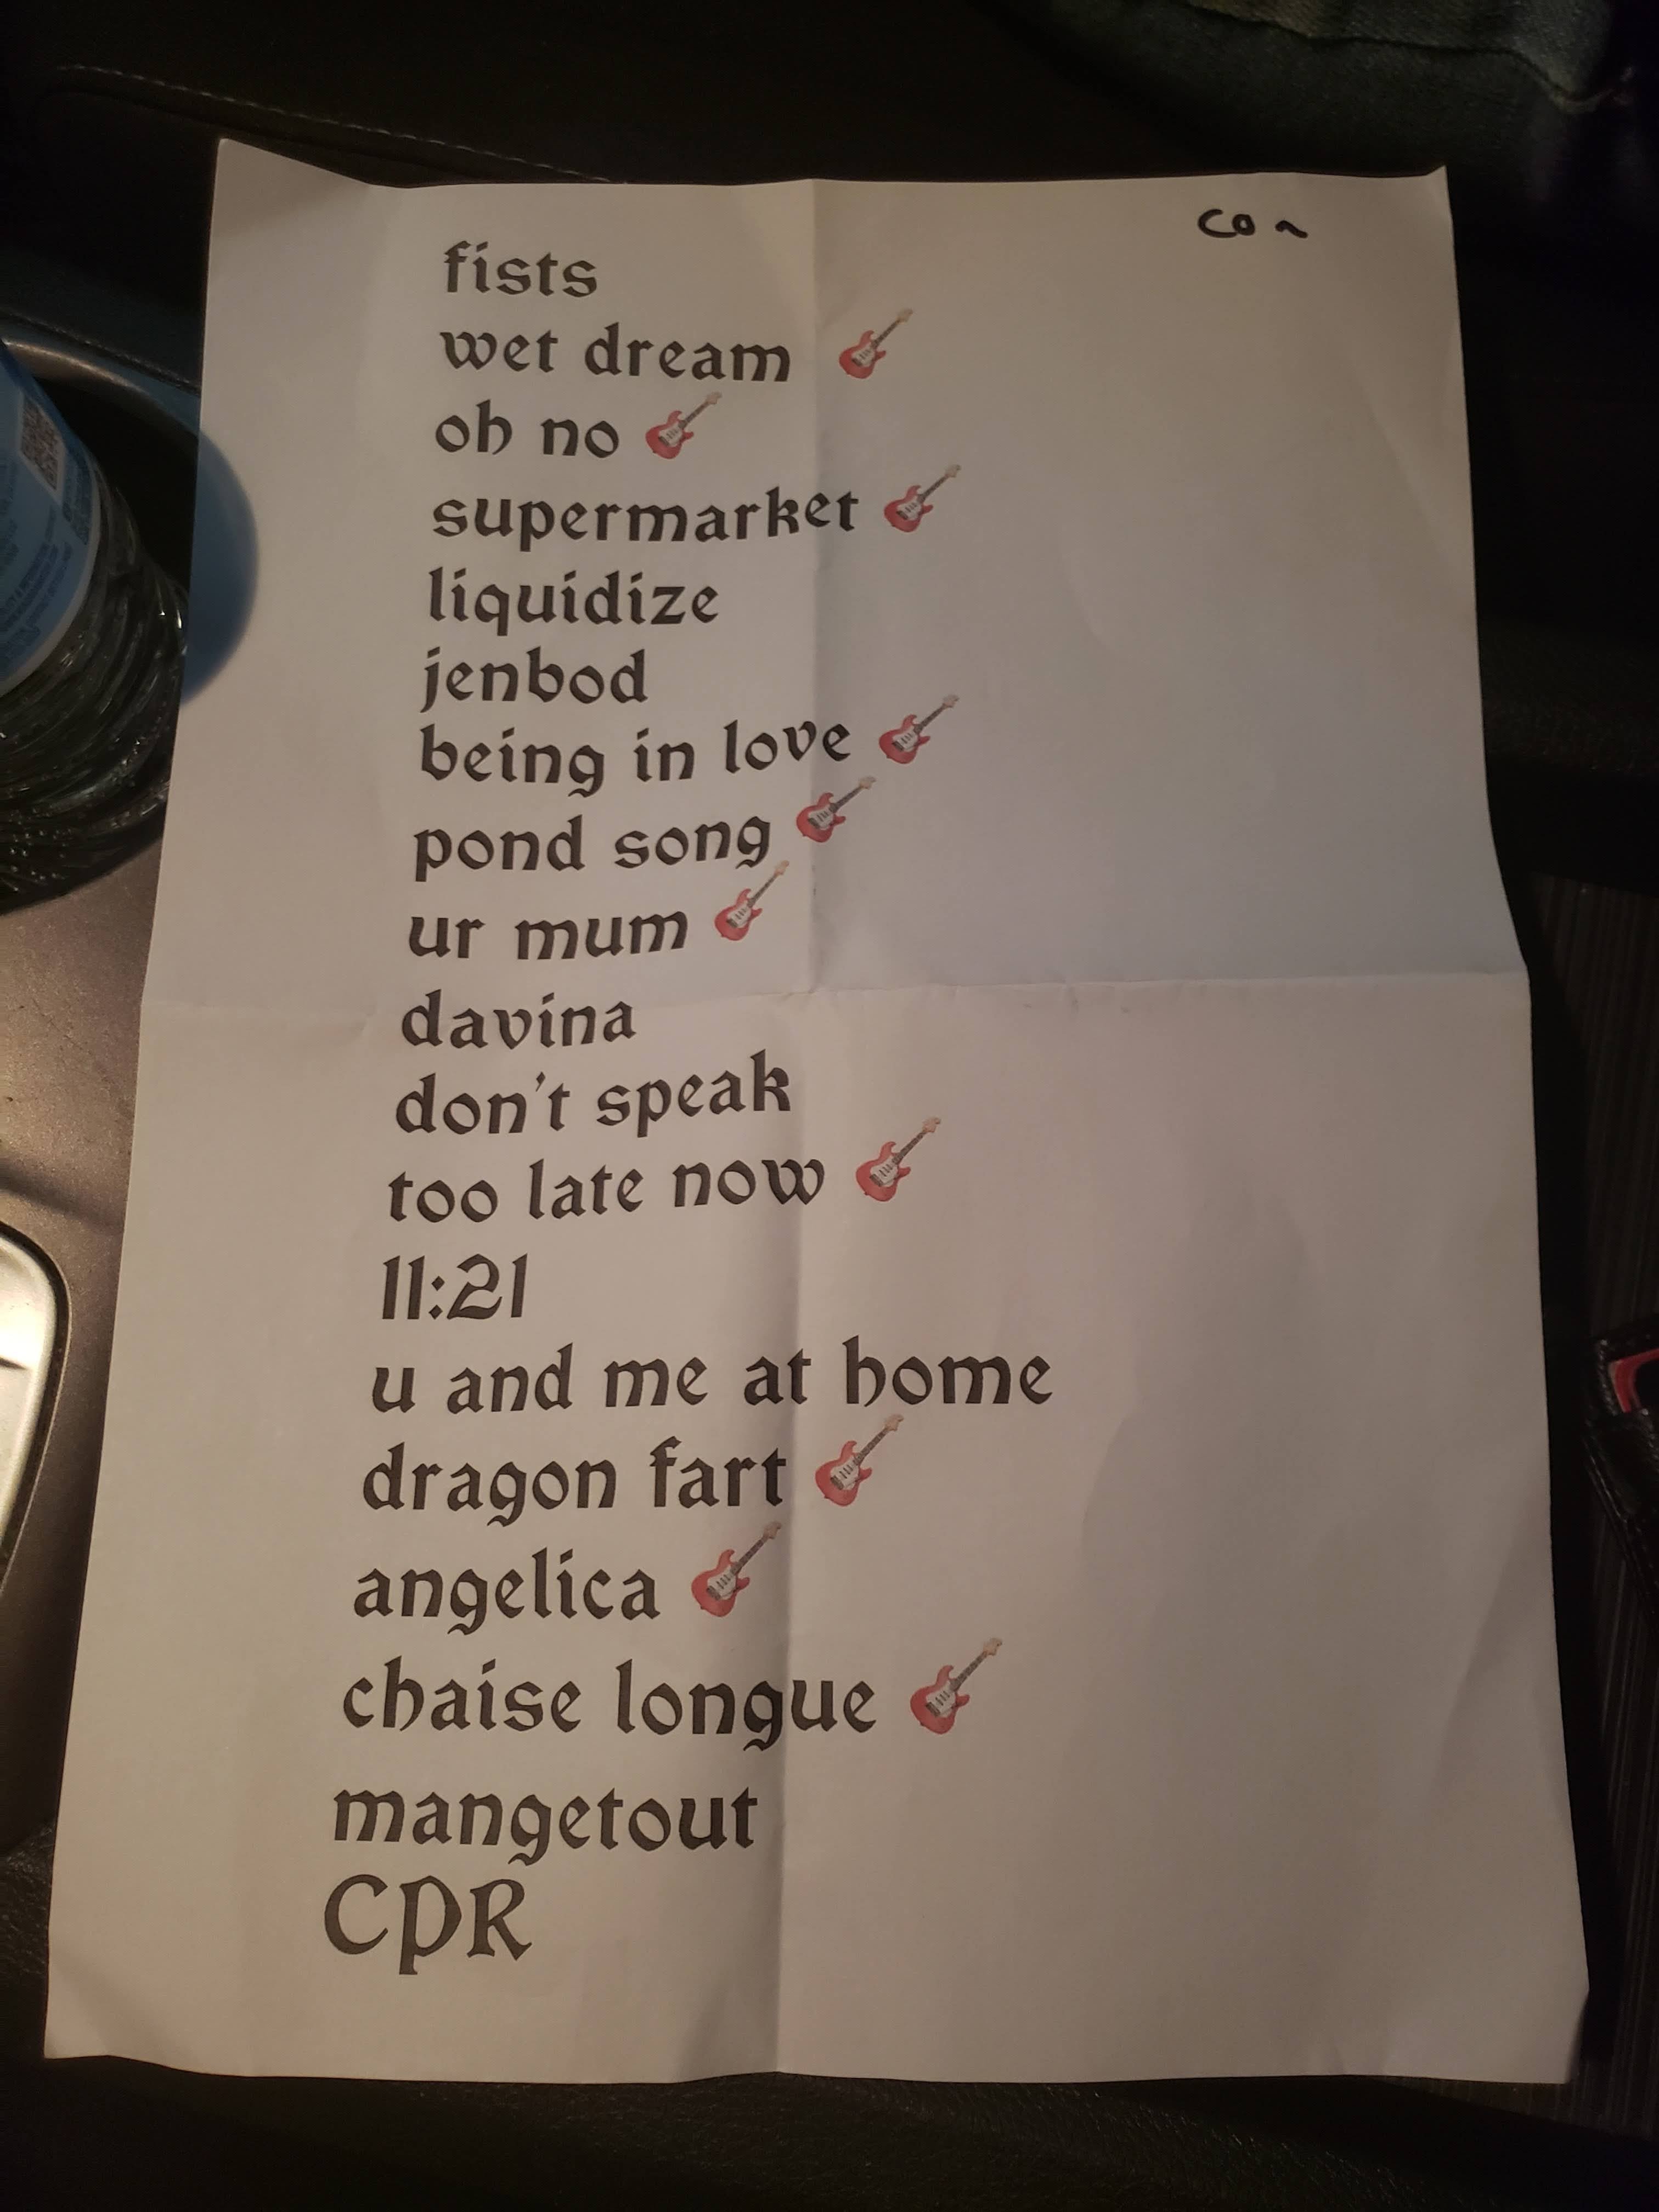 co~
fists
wet dream
oh no
supermarket
liquidize
jenbod
being in love
pond song
ur mum
davina
don't speak
too late now
11:21
u and me at home
dragon fart
angelica
chaise longue
mangetout
CPR